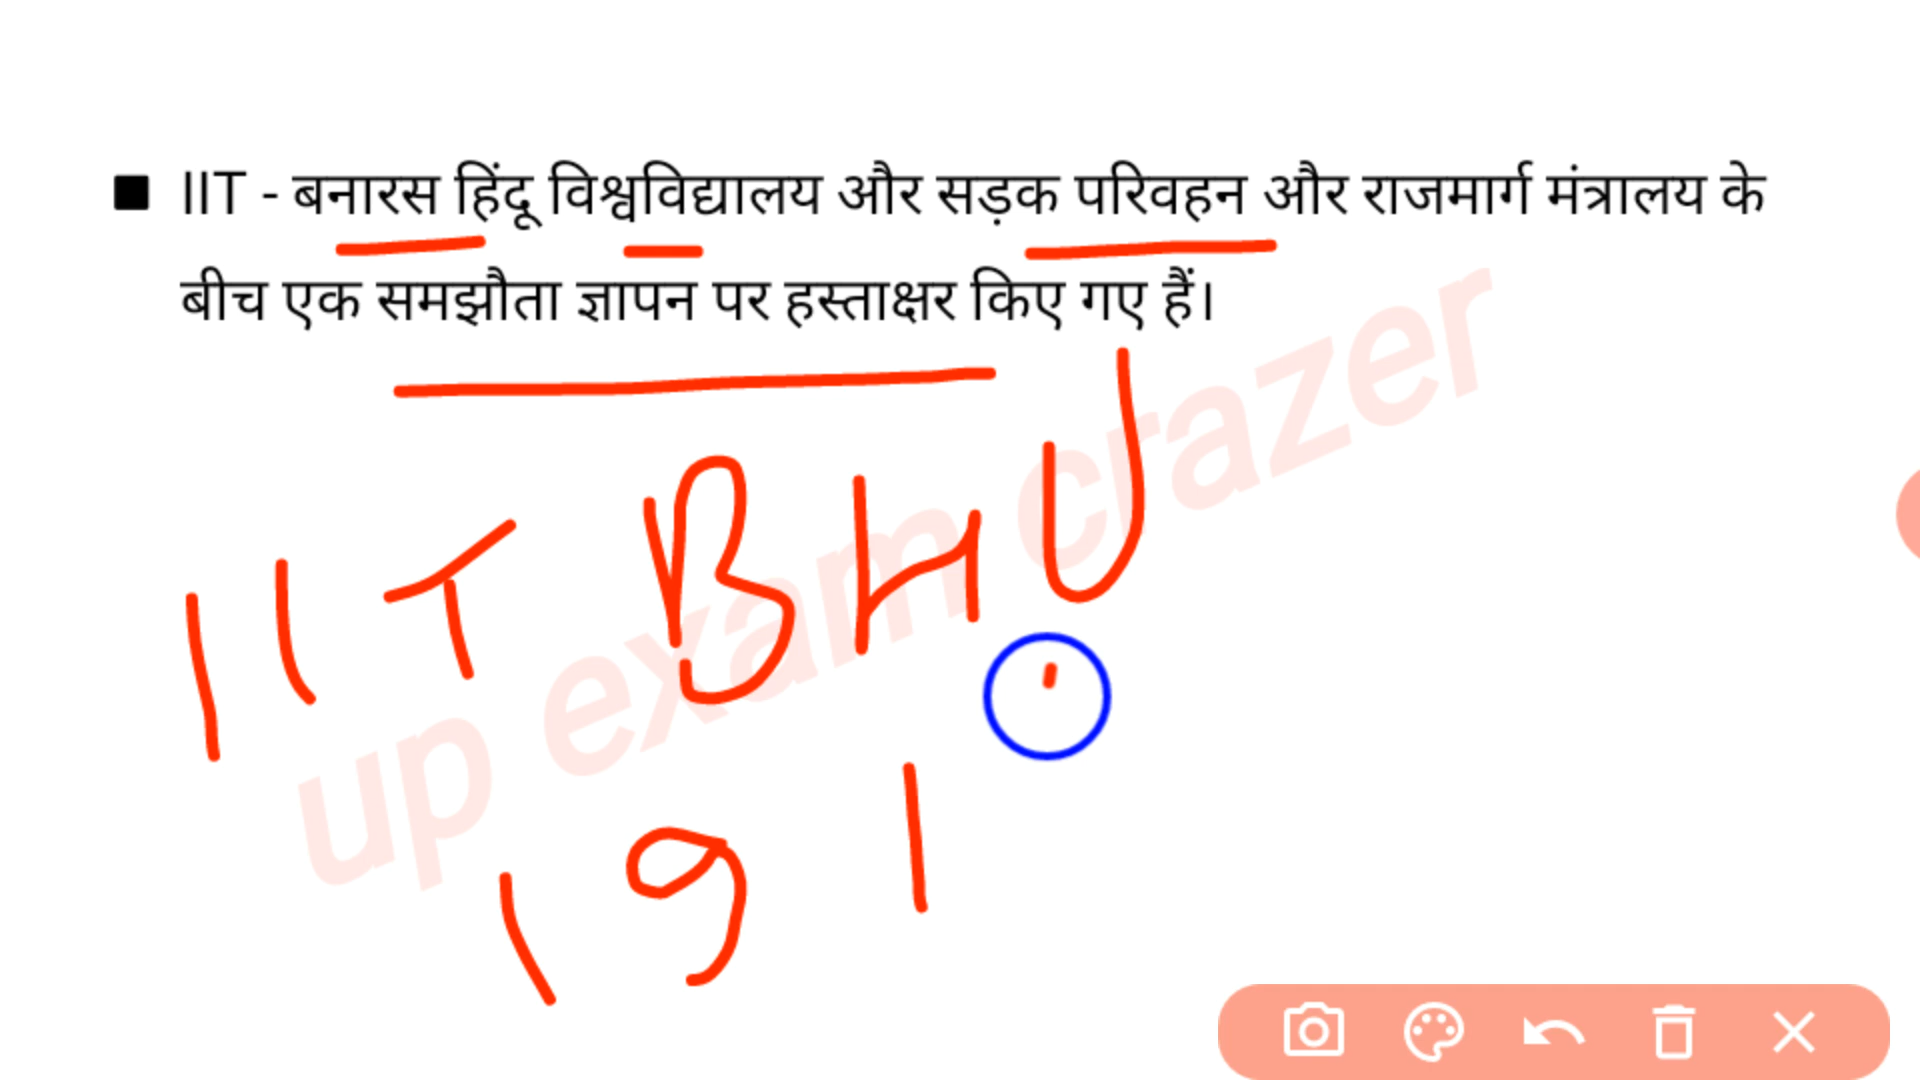 ■ IIT - बनारस हिंदू विश्वविद्यालय और सड़क परिवहन और राजमार्ग मंत्रालय के
बीच एक समझौता ज्ञापन पर हस्ताक्षर किए गए हैं।
IIT BHU
191
up exam crazer